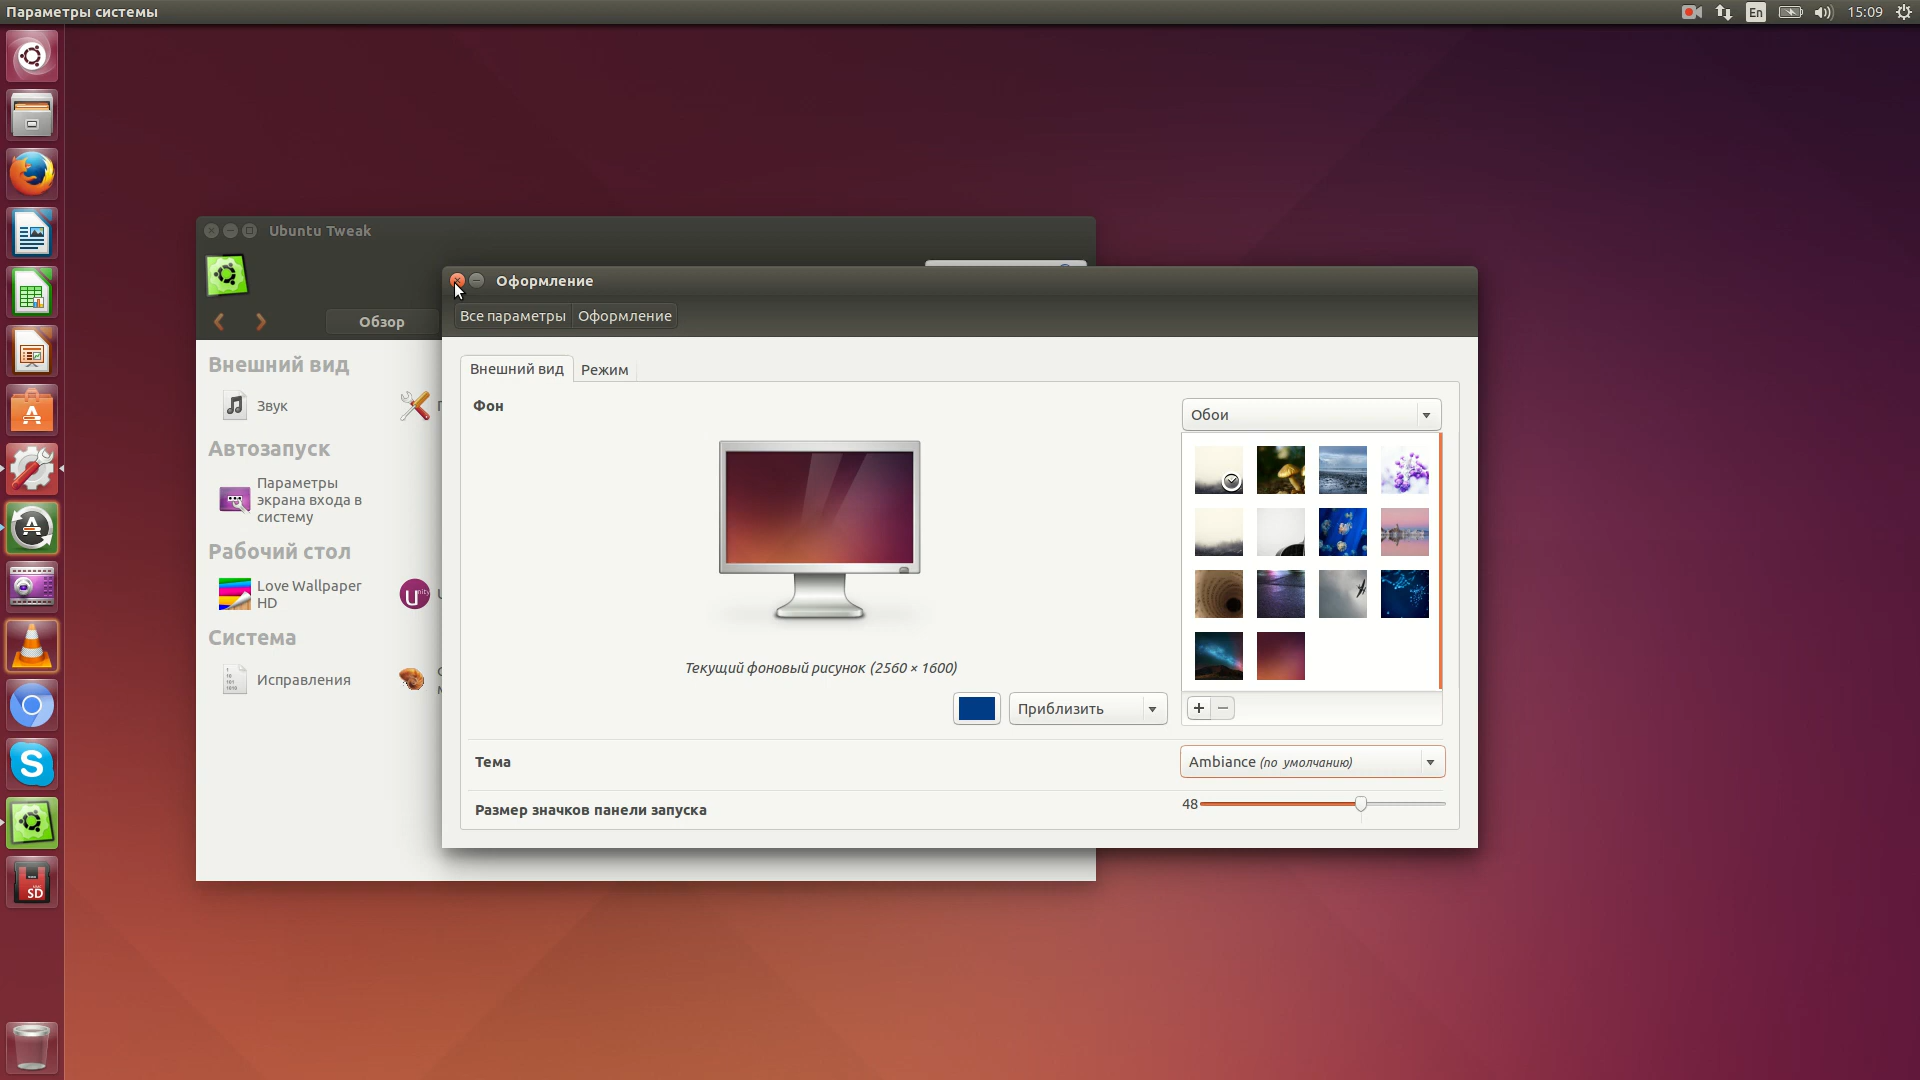 Параметры системы
En
15:09
Ubuntu Tweak
Обзор
Внешний вид
Звук
Автозапуск
Параметры
экрана входа в
систему
Рабочий стол
Love Wallpaper
HD
Система
Исправления
Оформление
Все параметры
Оформление
Внешний вид
Режим
Фон
Обои
Текущий фоновый рисунок (2560 × 1600)
Приблизить
Тема
Ambiance (по умолчанию)
Размер значков панели запуска
48
SD